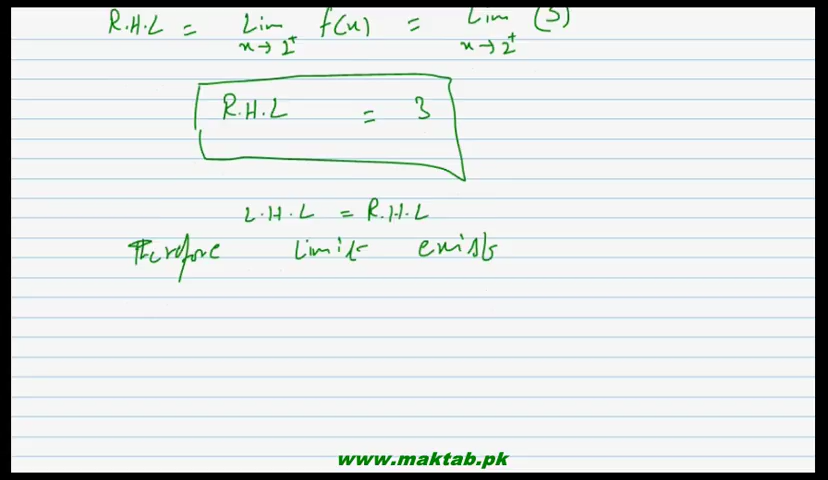 R.H.L = Lim x→2⁺ f(x) = Lim x→2⁺ (3)
R.H.L = 3
L.H.L = R.H.L
Therefore Limit exists
www.maktab.pk